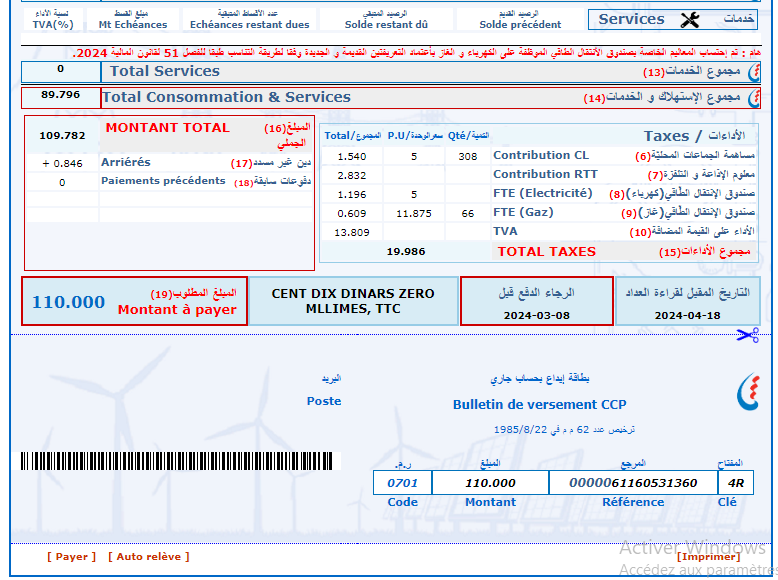 نسبة الأداء مبلغ القسط عدد الأقساط المتبقية الرصيد المتبقي الرصيد القديم خدمات
TVA(%) Mt Echéances Echéances restant dues Solde restant dû Solde précédent Services
هام : تم إحتساب المعاليم الخاصة بصندوق الأنتقال الطاقي الموظفة على الكهرباء و الغاز بأعتماد التعريفتين القديمة و الجديدة وفقا لطريقة التناسب طبقا للفصل 51 لقانون المالية 2024.
0 Total Services (13) مجموع الخدمات
89.796 Total Consommation & Services (14) مجموع الإستهلاك و الخدمات
109.782 MONTANT TOTAL (16) المبلغ الجملي
+ 0.846 Arriérés (17) دين غير مسدد
0 Paiements précédents (18) دفوعات سابقة
Total/المجموع P.U/سعرالوحدة Qté/الكمية Taxes / الأداءات
1.540 5 308 Contribution CL (6) مساهمة الجماعات المحلية
2.832 Contribution RTT (7) معلوم الإذاعة و التلفزة
1.196 5 FTE (Electricité) (8) صندوق الإنتقال الطاقي(كهرباء)
0.609 11.875 66 FTE (Gaz) (9) صندوق الإنتقال الطاقي(غاز)
13.809 TVA (10) الأداء على القيمة المضافة
19.986 TOTAL TAXES (15) مجموع الأداءات
110.000 (19) المبلغ المطلوب
Montant à payer
CENT DIX DINARS ZERO
MLLIMES, TTC
الرجاء الدفع قبل
2024-03-08
التاريخ المقبل لقراءة العداد
2024-04-18
البريد
Poste
بطاقة إيداع بحساب جاري
Bulletin de versement CCP
ترخيص عدد 62 م م في 1985/8/22
ر.م. المبلغ المرجع المفتاح
0701 110.000 0000061160531360 4R
Code Montant Référence Clé
[ Payer ] [ Auto relève ] [Imprimer]
Activer Windows
Accédez aux paramètres